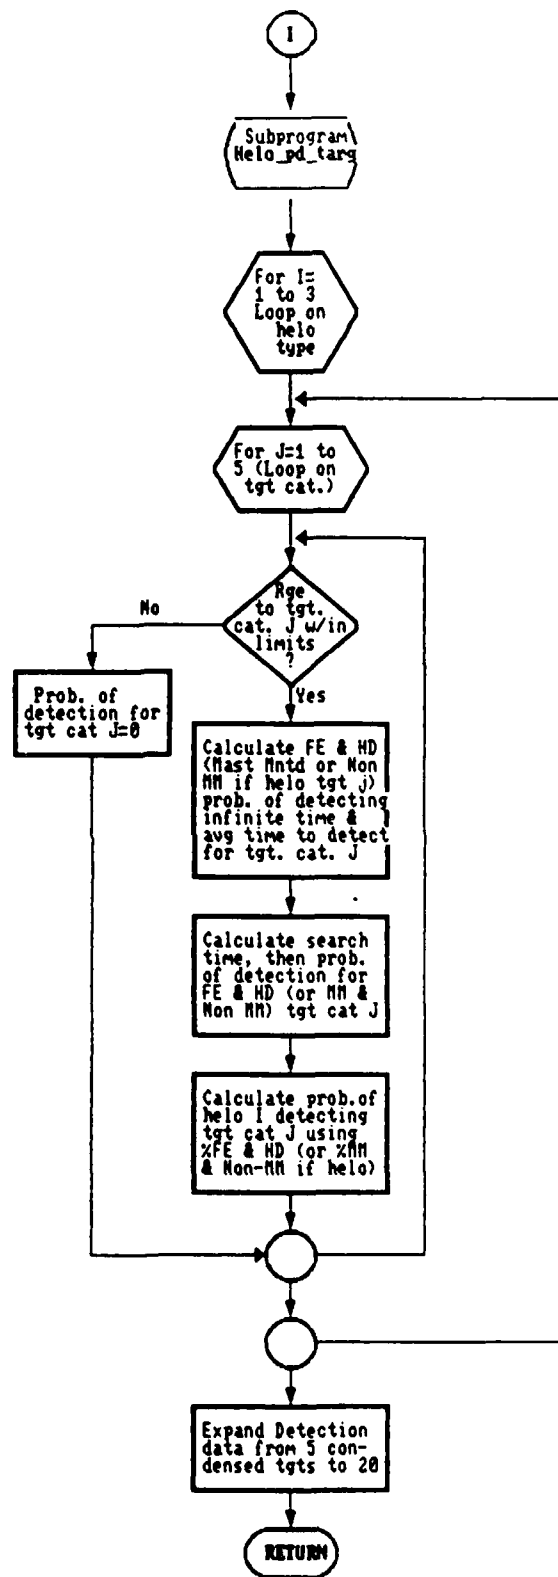 I
Subprogram
Helo_pd_targ
For I=
1 to 3
Loop on
helo
type
For J=1 to
5 (Loop on
tgt cat.)
Rge
to tgt.
cat. J w/in
limits
?
No
Yes
Prob. of
detection for
tgt cat J=0
Calculate FE & HD
(Mast Mntd or Non
MM if helo tgt j)
prob. of detecting
infinite time &
avg time to detect
for tgt. cat. J
Calculate search
time, then prob.
of detection for
FE & HD (or MM &
Non MM) tgt cat J
Calculate prob.of
helo I detecting
tgt cat J using
%FE & HD (or %MM
& Non-MM if helo)
Expand Detection
data from 5 con-
densed tgts to 20
RETURN